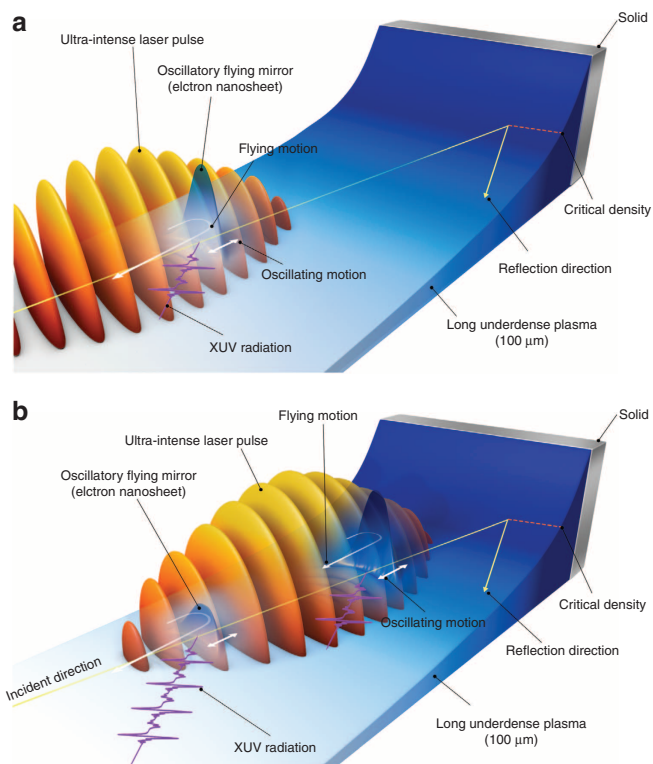 a
Solid
Ultra-intense laser pulse
Oscillatory flying mirror
(elctron nanosheet)
Flying motion
Critical density
Reflection direction
Oscillating motion
Long underdense plasma
(100 μm)
XUV radiation
b
Flying motion
Solid
Ultra-intense laser pulse
Oscillatory flying mirror
(elctron nanosheet)
Critical density
Oscillating motion
Reflection direction
Incident direction
Long underdense plasma
(100 μm)
XUV radiation